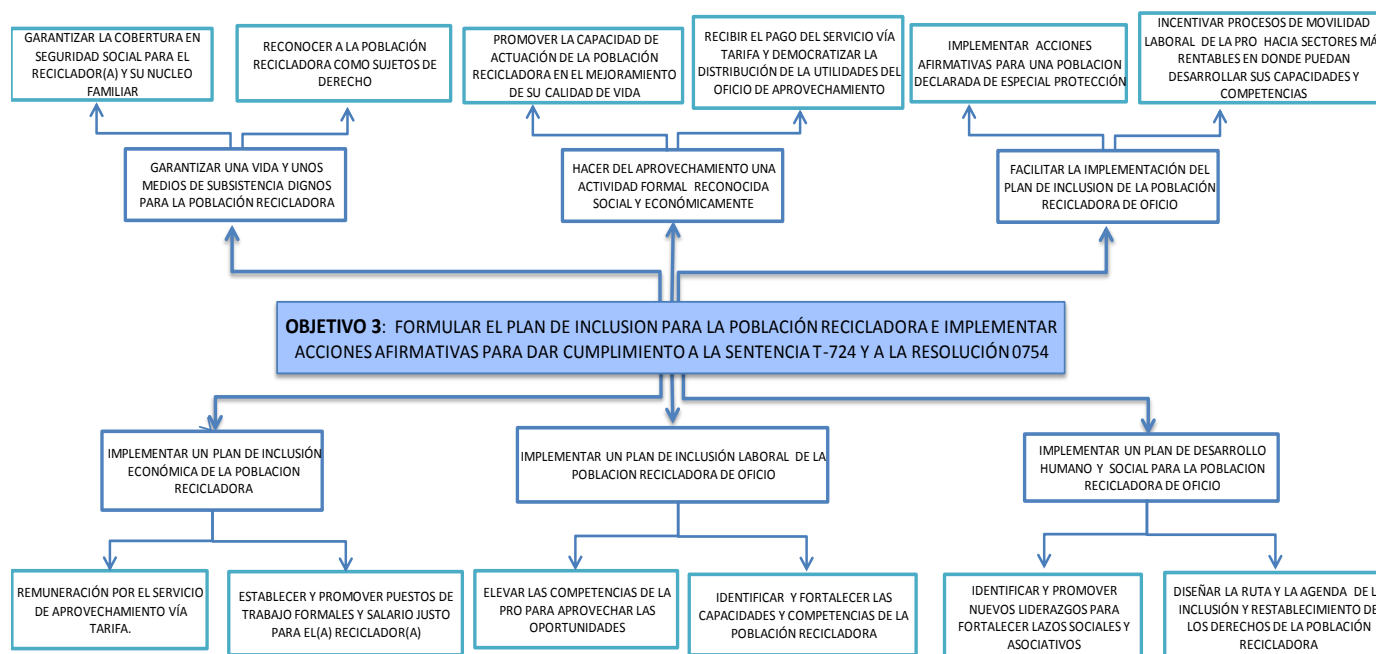 GARANTIZAR LA COBERTURA EN
SEGURIDAD SOCIAL PARA EL
RECICLADOR(A) Y SU NUCLEO
FAMILIAR
RECONOCER A LA POBLACIÓN
RECICLADORA COMO SUJETOS DE
DERECHO
PROMOVER LA CAPACIDAD DE
ACTUACIÓN DE LA POBLACIÓN
RECICLADORA EN EL MEJORAMIENTO
DE SU CALIDAD DE VIDA
RECIBIR EL PAGO DEL SERVICIO VÍA
TARIFA Y DEMOCRATIZAR LA
DISTRIBUCIÓN DE LA UTILIDADES DEL
OFICIO DE APROVECHAMIENTO
IMPLEMENTAR ACCIONES
AFIRMATIVAS PARA UNA POBLACION
DECLARADA DE ESPECIAL PROTECCIÓN
INCENTIVAR PROCESOS DE MOVILIDAD
LABORAL DE LA PRO HACIA SECTORES MÁ
RENTABLES EN DONDE PUEDAN
DESARROLLAR SUS CAPACIDADES Y
COMPETENCIAS
GARANTIZAR UNA VIDA Y UNOS
MEDIOS DE SUBSISTENCIA DIGNOS
PARA LA POBLACIÓN RECICLADORA
HACER DEL APROVECHAMIENTO UNA
ACTIVIDAD FORMAL RECONOCIDA
SOCIAL Y ECONÓMICAMENTE
FACILITAR LA IMPLEMENTACIÓN DEL
PLAN DE INCLUSION DE LA POBLACIÓN
RECICLADORA DE OFICIO
OBJETIVO 3: FORMULAR EL PLAN DE INCLUSION PARA LA POBLACIÓN RECICLADORA E IMPLEMENTAR
ACCIONES AFIRMATIVAS PARA DAR CUMPLIMIENTO A LA SENTENCIA T-724 Y A LA RESOLUCIÓN 0754
IMPLEMENTAR UN PLAN DE INCLUSIÓN
ECONÓMICA DE LA POBLACION
RECICLADORA
IMPLEMENTAR UN PLAN DE INCLUSIÓN LABORAL DE LA
POBLACION RECICLADORA DE OFICIO
IMPLEMENTAR UN PLAN DE DESARROLLO
HUMANO Y SOCIAL PARA LA POBLACION
RECICLADORA DE OFICIO
REMUNERACIÓN POR EL SERVICIO
DE APROVECHAMIENTO VÍA
TARIFA.
ESTABLECER Y PROMOVER PUESTOS DE
TRABAJO FORMALES Y SALARIO JUSTO
PARA EL(A) RECICLADOR(A)
ELEVAR LAS COMPETENCIAS DE LA
PRO PARA APROVECHAR LAS
OPORTUNIDADES
IDENTIFICAR Y FORTALECER LAS
CAPACIDADES Y COMPETENCIAS DE LA
POBLACIÓN RECICLADORA
IDENTIFICAR Y PROMOVER
NUEVOS LIDERAZGOS PARA
FORTALECER LAZOS SOCIALES Y
ASOCIATIVOS
DISEÑAR LA RUTA Y LA AGENDA DE L
INCLUSIÓN Y RESTABLECIMIENTO DE
LOS DERECHOS DE LA POBLACIÓN
RECICLADORA